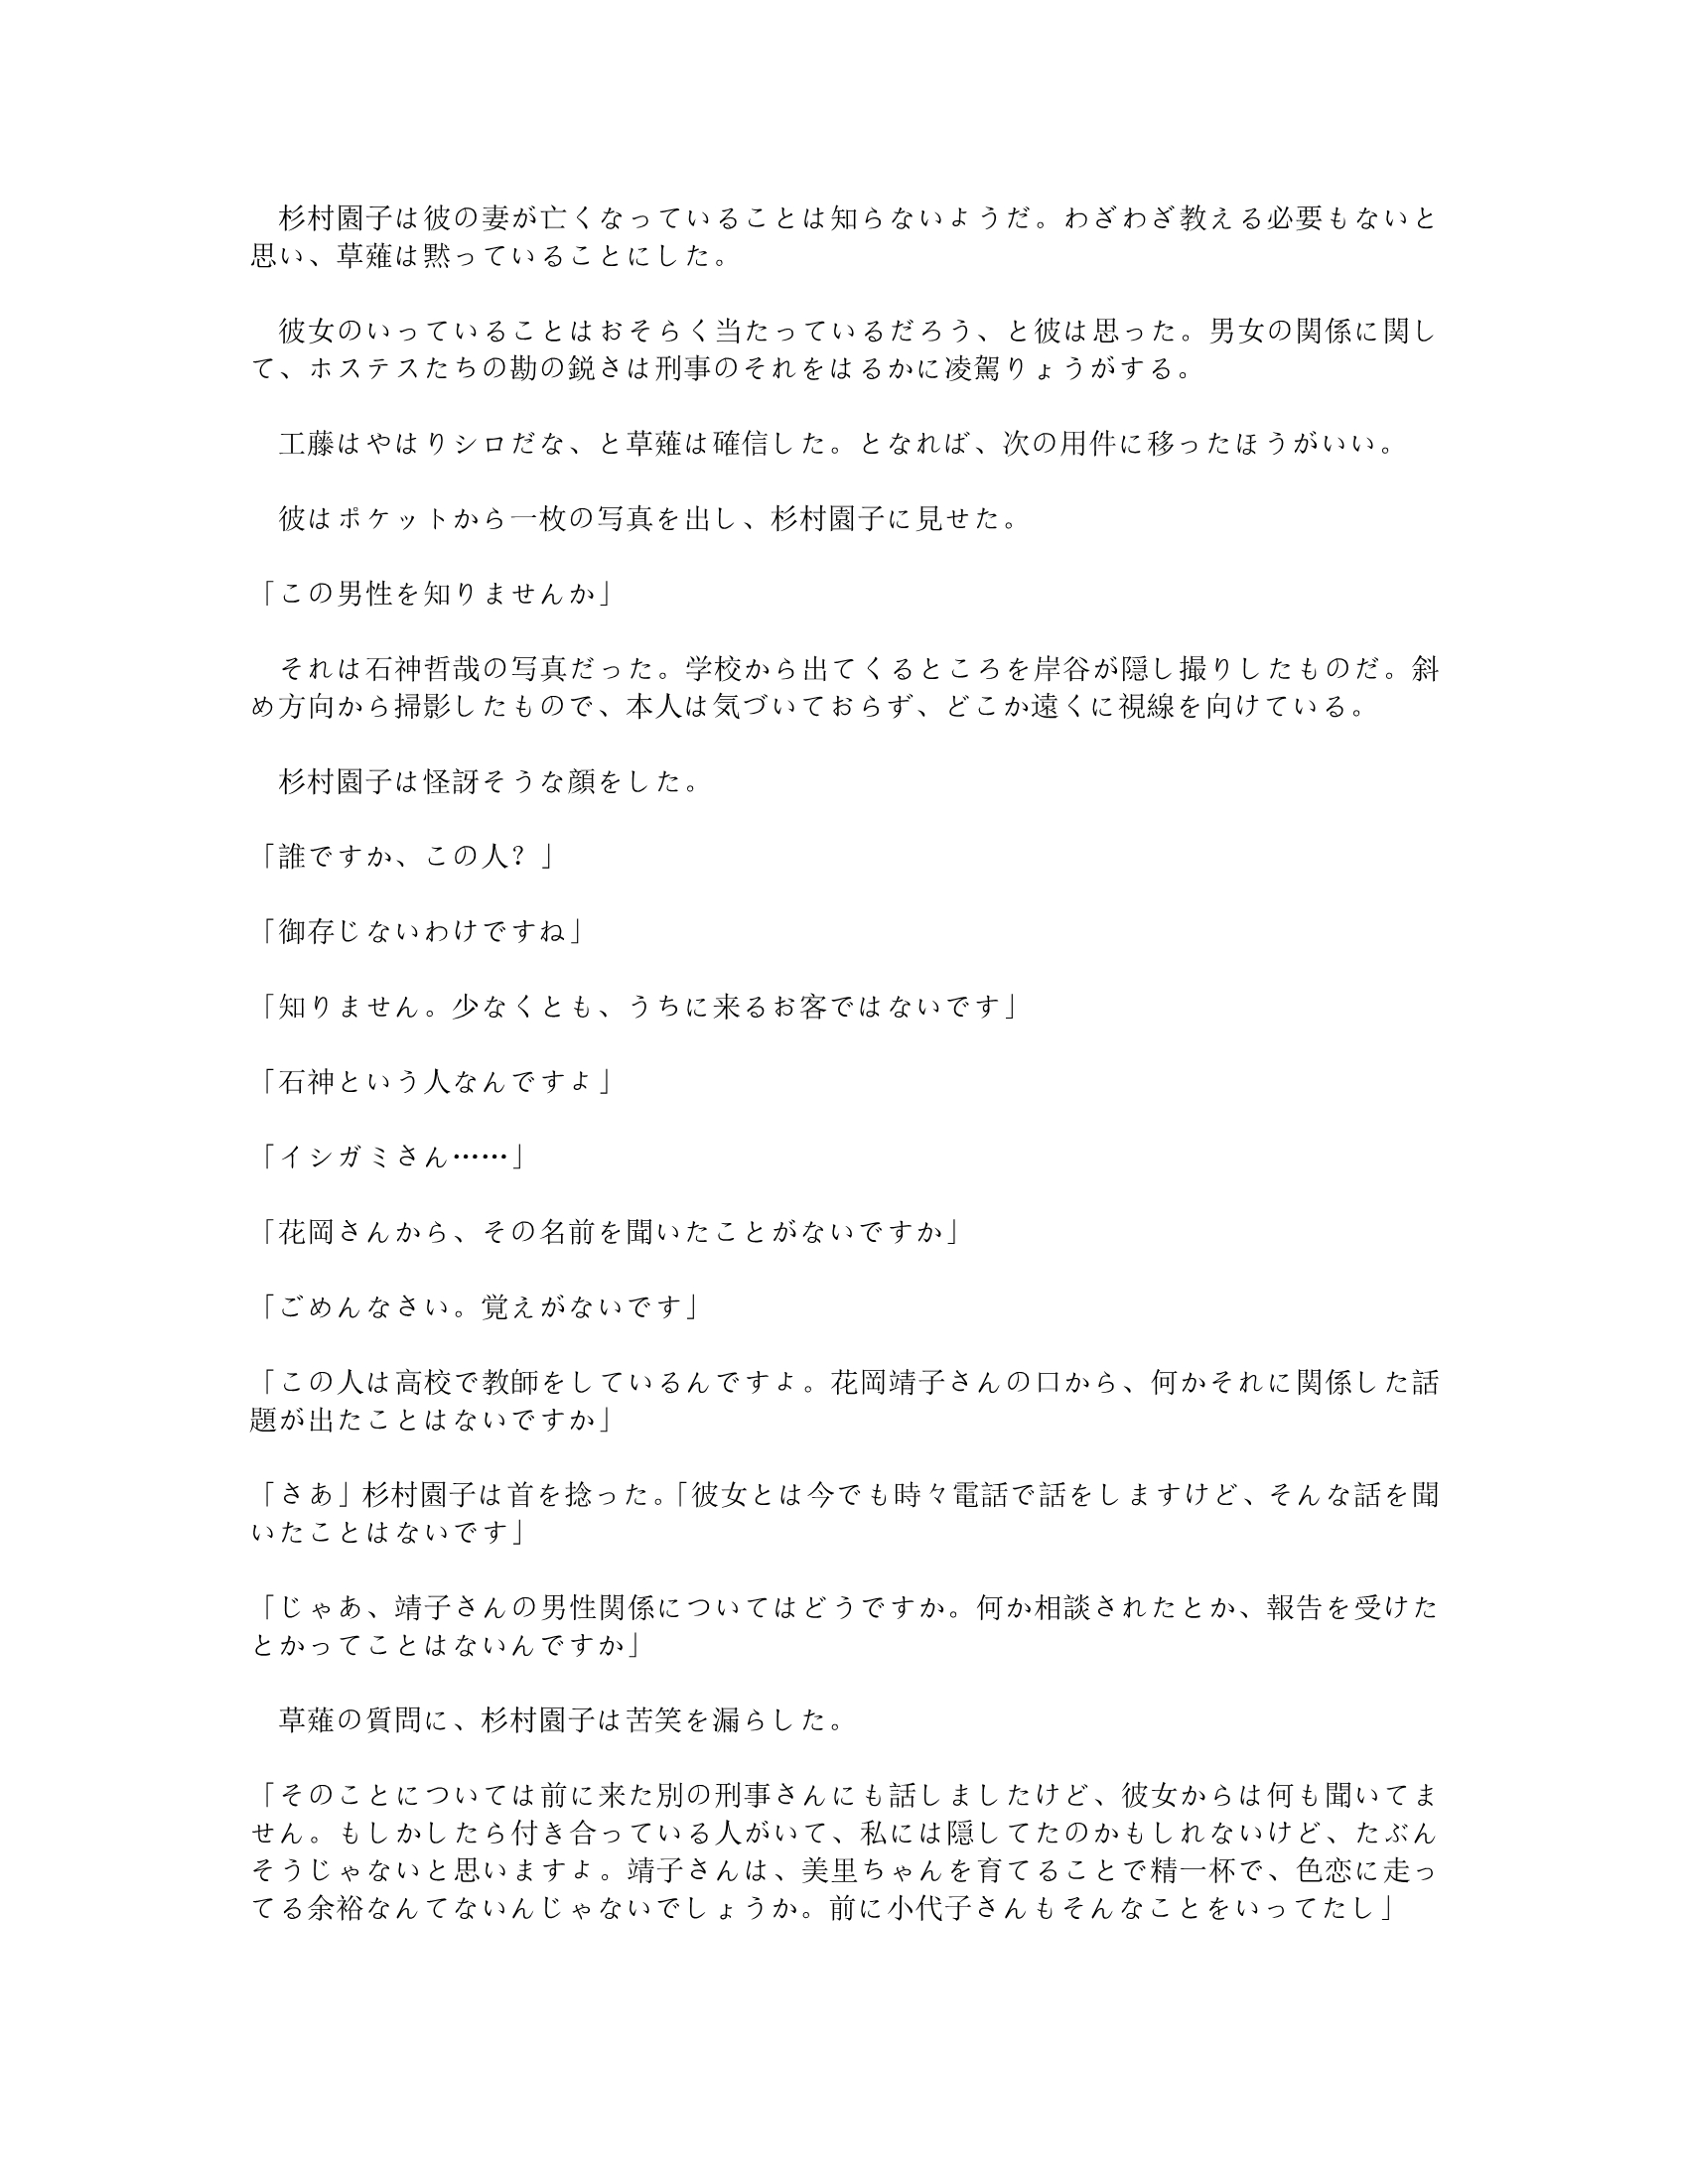 杉村園子は彼の妻が亡くなっていることは知らないようだ。わざわざ教える必要もないと
思い、草薙は黙っていることにした。
　彼女のいっていることはおそらく当たっているだろう、と彼は思った。男女の関係に関し
て、ホステスたちの勘の鋭さは刑事のそれをはるかに凌駕りょうがする。
　工藤はやはりシロだな、と草薙は確信した。となれば、次の用件に移ったほうがいい。
　彼はポケットから一枚の写真を出し、杉村園子に見せた。
「この男性を知りませんか」
　それは石神哲哉の写真だった。学校から出てくるところを岸谷が隠し撮りしたものだ。斜
め方向から掃影したもので、本人は気づいておらず、どこか遠くに視線を向けている。
　杉村園子は怪訝そうな顔をした。
「誰ですか、この人？」
「御存じないわけですね」
「知りません。少なくとも、うちに来るお客ではないです」
「石神という人なんですよ」
「イシガミさん……」
「花岡さんから、その名前を聞いたことがないですか」
「ごめんなさい。覚えがないです」
「この人は高校で教師をしているんですよ。花岡靖子さんの口から、何かそれに関係した話
題が出たことはないですか」
「さあ」杉村園子は首を捻った。「彼女とは今でも時々電話で話をしますけど、そんな話を聞
いたことはないです」
「じゃあ、靖子さんの男性関係についてはどうですか。何か相談されたとか、報告を受けた
とかってことはないんですか」
　草薙の質問に、杉村園子は苦笑を漏らした。
「そのことについては前に来た別の刑事さんにも話しましたけど、彼女からは何も聞いてま
せん。もしかしたら付き合っている人がいて、私には隠してたのかもしれないけど、たぶん
そうじゃないと思いますよ。靖子さんは、美里ちゃんを育てることで精一杯で、色恋に走っ
てる余裕なんてないんじゃないでしょうか。前に小代子さんもそんなことをいってたし」